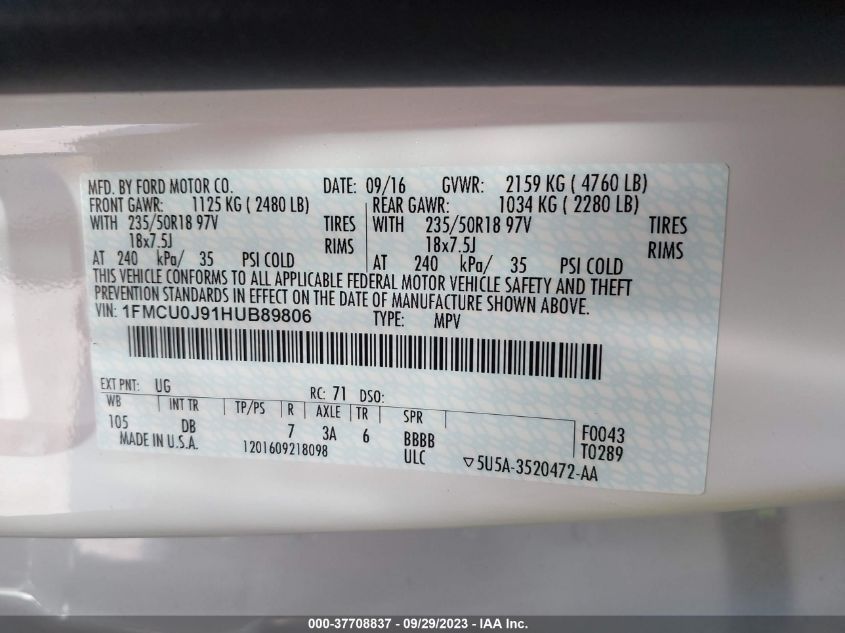 MFD. BY FORD MOTOR CO. DATE: 09/16 GVWR: 2159 KG ( 4760 LB)
FRONT GAWR: 1125 KG ( 2480 LB) REAR GAWR: 1034 KG ( 2280 LB)
WITH 235/50R18 97V TIRES WITH 235/50R18 97V TIRES
18x7.5J RIMS 18x7.5J RIMS
AT 240 kPa/ 35 PSI COLD AT 240 kPa/ 35 PSI COLD
THIS VEHICLE CONFORMS TO ALL APPLICABLE FEDERAL MOTOR VEHICLE SAFETY AND THEFT
PREVENTION STANDARDS IN EFFECT ON THE DATE OF MANUFACTURE SHOWN ABOVE.
VIN: 1FMCU0J91HUB89806 TYPE: MPV
EXT PNT: UG RC: 71 DSO:
WB INT TR TP/PS R AXLE TR SPR
105 DB 7 3A 6 BBBB F0043
MADE IN U.S.A. 1201609218098 ULC T0289
▽5U5A-3520472-AA
000-37708837 - 09/29/2023 - IAA Inc.